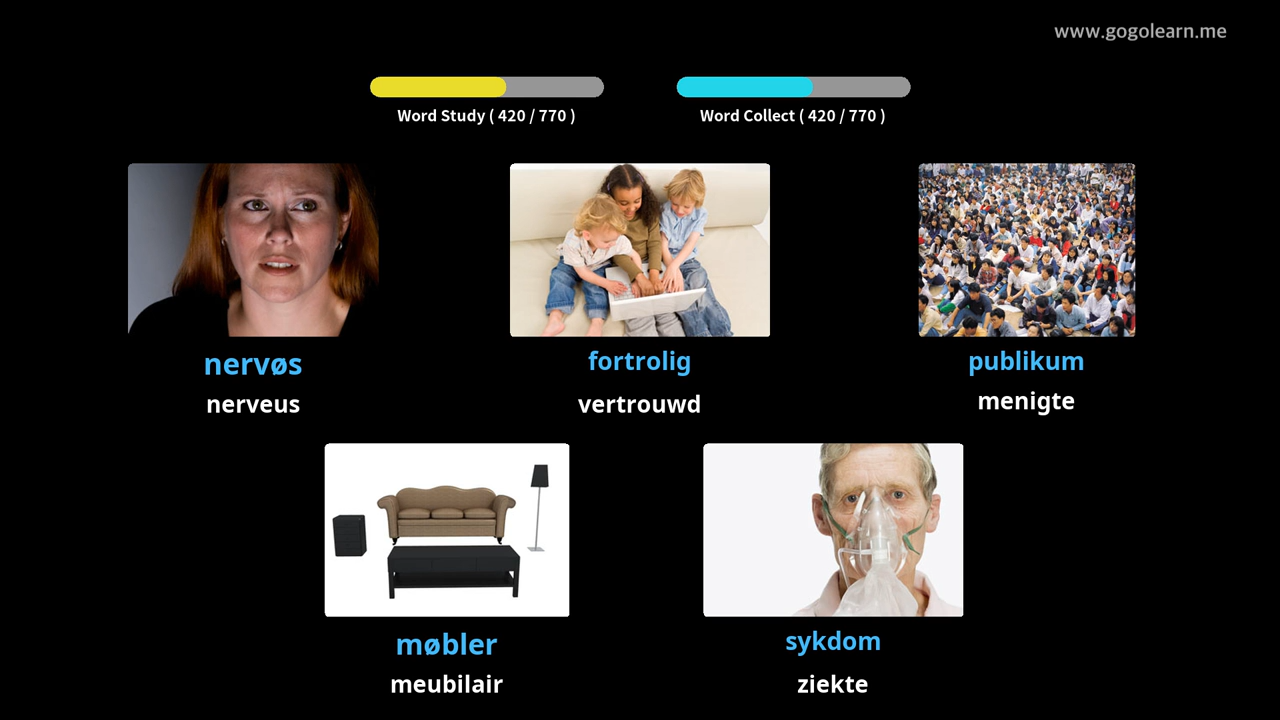 www.gogolearn.me
Word Study ( 420 / 770 )
Word Collect ( 420 / 770 )
nervøs
nerveus
fortrolig
vertrouwd
publikum
menigte
møbler
meubilair
sykdom
ziekte